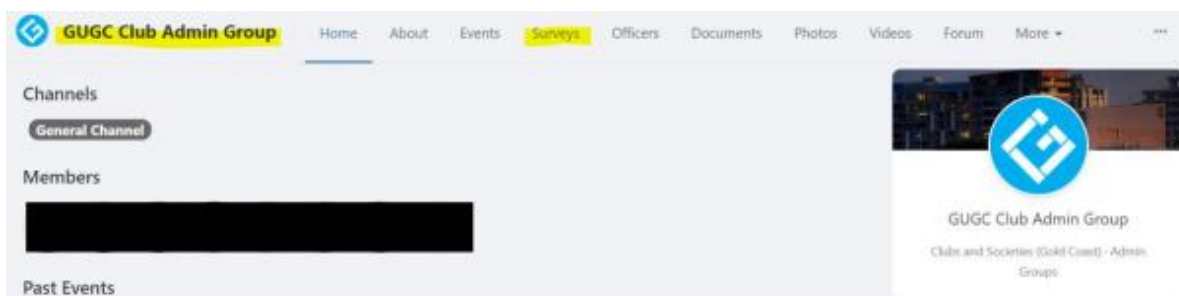 GUGC Club Admin Group Home About Events Surveys Officers Documents Photos Videos Forum More
Channels
General Channel
Members
GUGC Club Admin Group
Clubs and Societies (Gold Coast) - Admin
Groups
Past Events